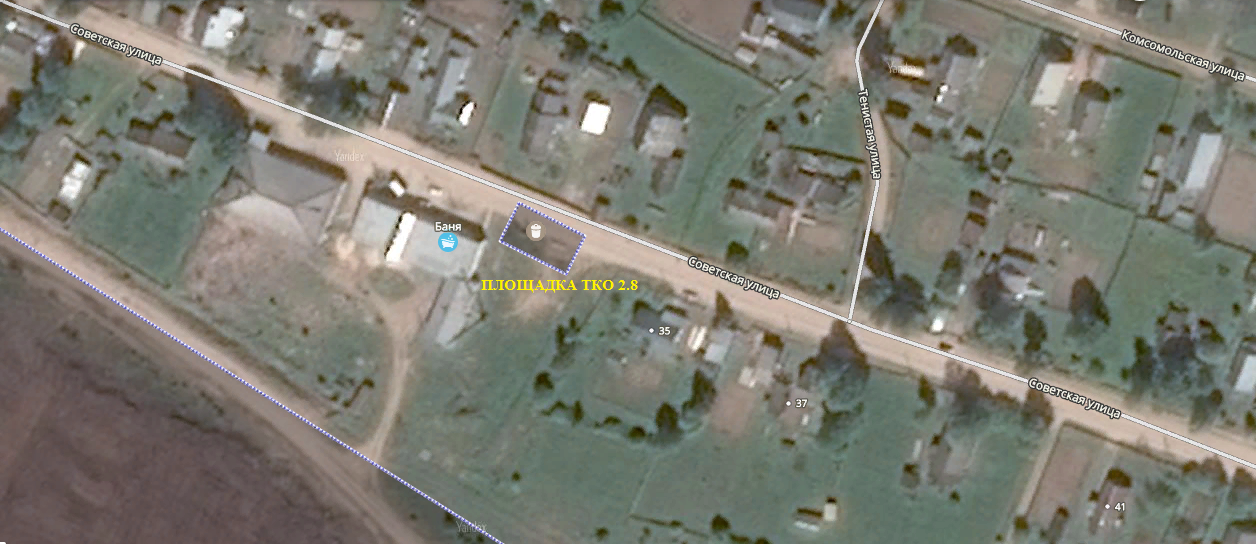 Советская улица
Комсомольская улица
Yandex
Тенистая улица
Yandex
Баня
Советская улица
ПЛОЩАДКА ТКО 2.8
35
Советская улица
37
41
Yandex